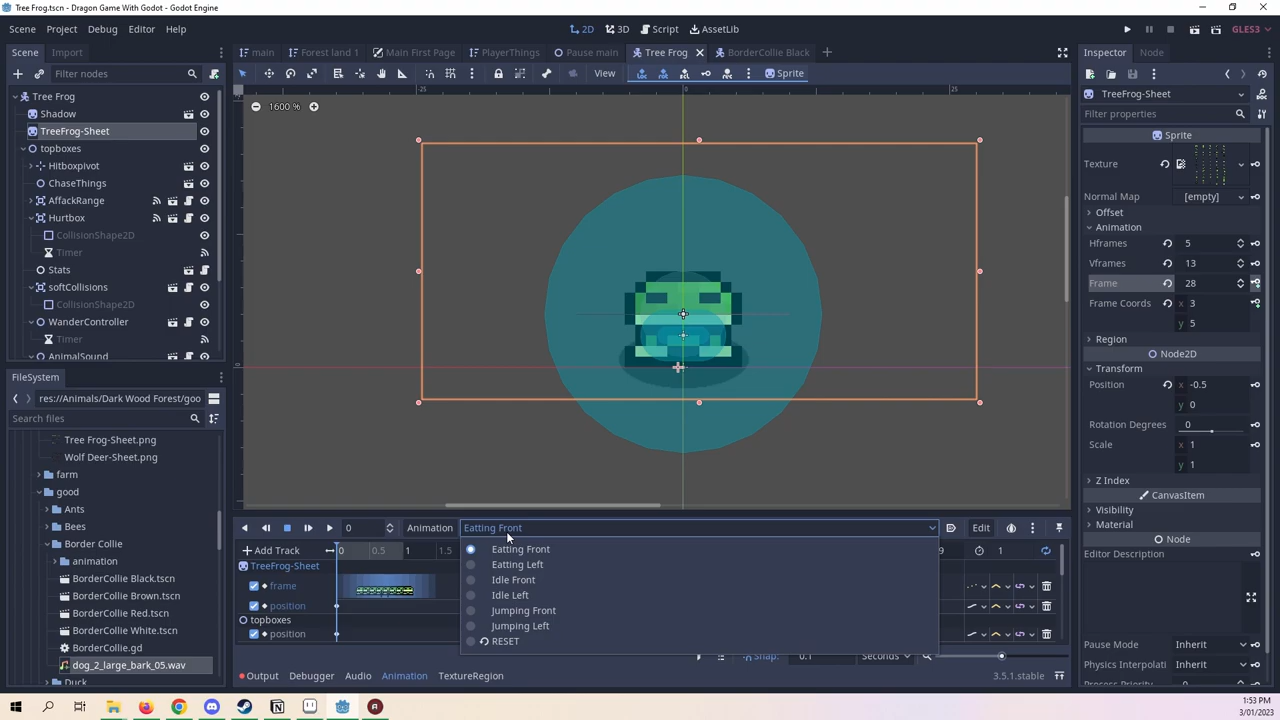 Tree Frog.tscn - Dragon Game With Godot - Godot Engine
Scene Project Debug Editor Help
2D 3D Script AssetLib
GLES3
Scene Import
main Forest land 1 Main First Page PlayerThings Pause main Tree Frog BorderCollie Black
Inspector Node
Filter nodes
View Sprite
Tree Frog
Shadow
TreeFrog-Sheet
topboxes
Hitboxpivot
ChaseThings
AffackRange
Hurtbox
CollisionShape2D
Timer
Stats
softCollisions
CollisionShape2D
WanderController
AnimalSound
-25 0 25
1600 %
TreeFrog-Sheet
Filter properties
Sprite
Texture
Normal Map [empty]
Offset
Animation
Hframes 5
Vframes 13
Frame 28
Frame Coords x 3
y 5
Region
Node2D
Transform
Position x -0.5
y 0
Rotation Degrees 0
Scale x 1
y 1
Z Index
CanvasItem
Visibility
Material
Node
Editor Description
Pause Mode Inherit
Physics Interpolati Inherit
Process Priority
FileSystem
res://Animals/Dark Wood Forest/goo
Search files
Tree Frog-Sheet.png
Wolf Deer-Sheet.png
farm
good
Ants
Bees
Border Collie
animation
BorderCollie Black.tscn
BorderCollie Brown.tscn
BorderCollie Red.tscn
BorderCollie White.tscn
BorderCollie.gd
dog_2_large_bark_05.wav
Duck
0 Animation Eatting Front Edit
Add Track 0 0.5 1 1.5 9 1
TreeFrog-Sheet
frame
position
topboxes
position
Eatting Front
Eatting Left
Idle Front
Idle Left
Jumping Front
Jumping Left
RESET
Snap: 0.1 Seconds
Output Debugger Audio Animation TextureRegion
3.5.1.stable
1:53 PM
3/01/2023